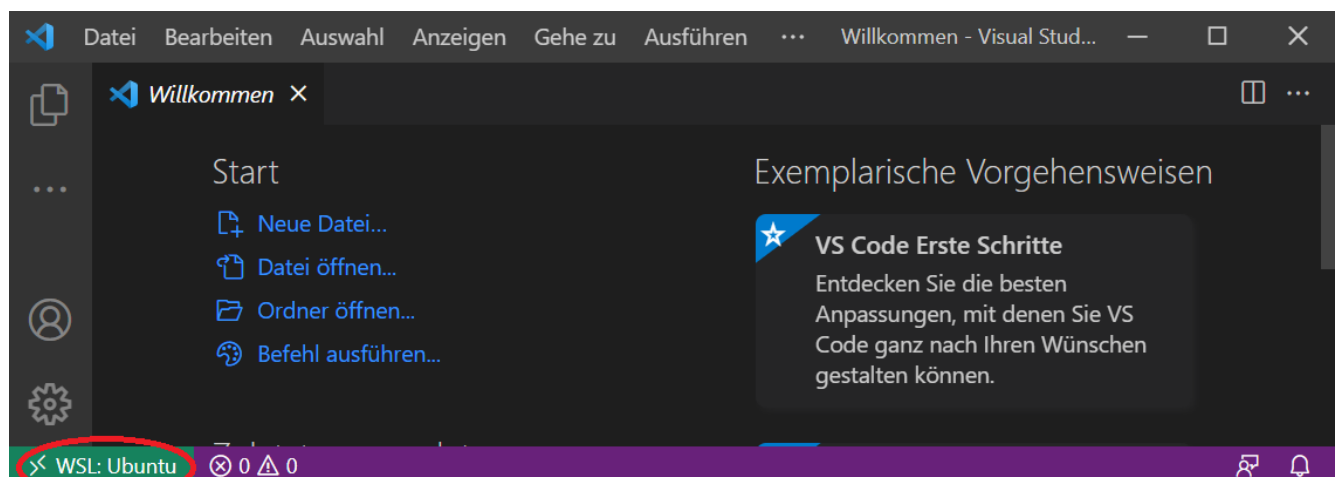 Datei Bearbeiten Auswahl Anzeigen Gehe zu Ausführen ··· Willkommen - Visual Stud...
Willkommen
Start
Neue Datei...
Datei öffnen...
Ordner öffnen...
Befehl ausführen...
Exemplarische Vorgehensweisen
VS Code Erste Schritte
Entdecken Sie die besten
Anpassungen, mit denen Sie VS
Code ganz nach Ihren Wünschen
gestalten können.
WSL: Ubuntu 0 0